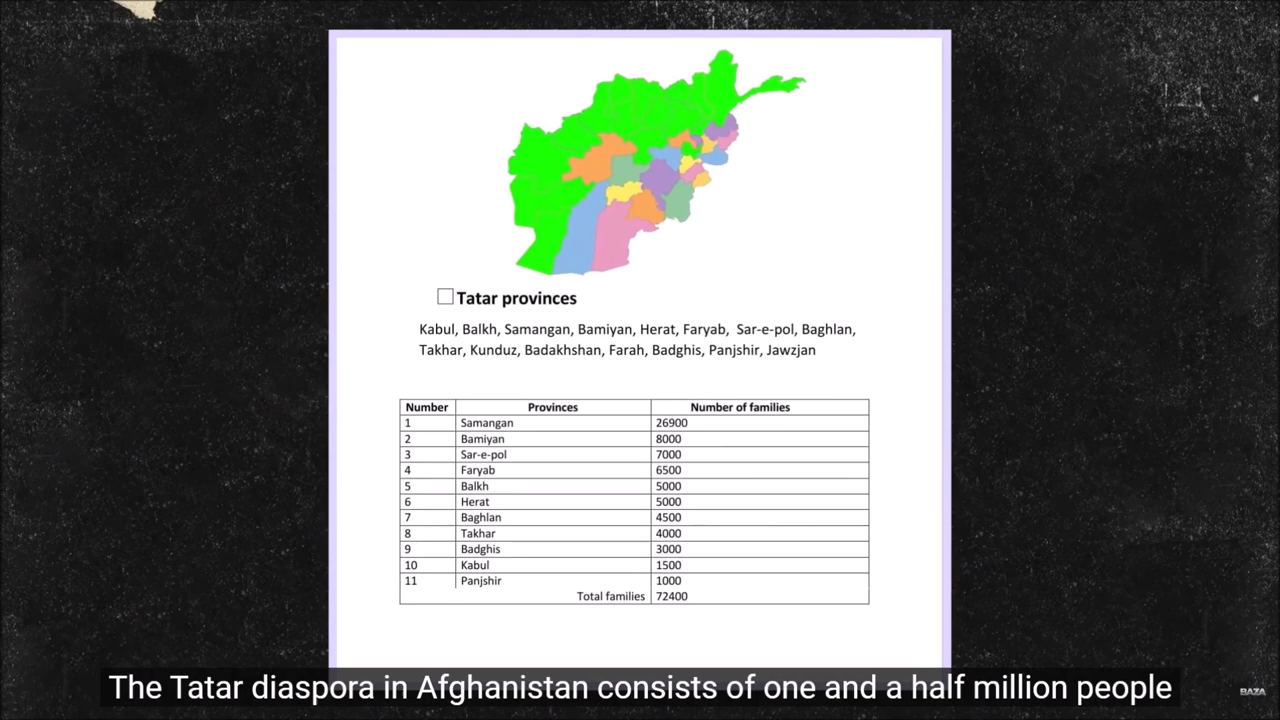 Tatar provinces
Kabul, Balkh, Samangan, Bamiyan, Herat, Faryab, Sar-e-pol, Baghlan,
Takhar, Kunduz, Badakhshan, Farah, Badghis, Panjshir, Jawzjan
Number Provinces Number of families
1 Samangan 26900
2 Bamiyan 8000
3 Sar-e-pol 7000
4 Faryab 6500
5 Balkh 5000
6 Herat 5000
7 Baghlan 4500
8 Takhar 4000
9 Badghis 3000
10 Kabul 1500
11 Panjshir 1000
Total families 72400
The Tatar diaspora in Afghanistan consists of one and a half million people
BAZA